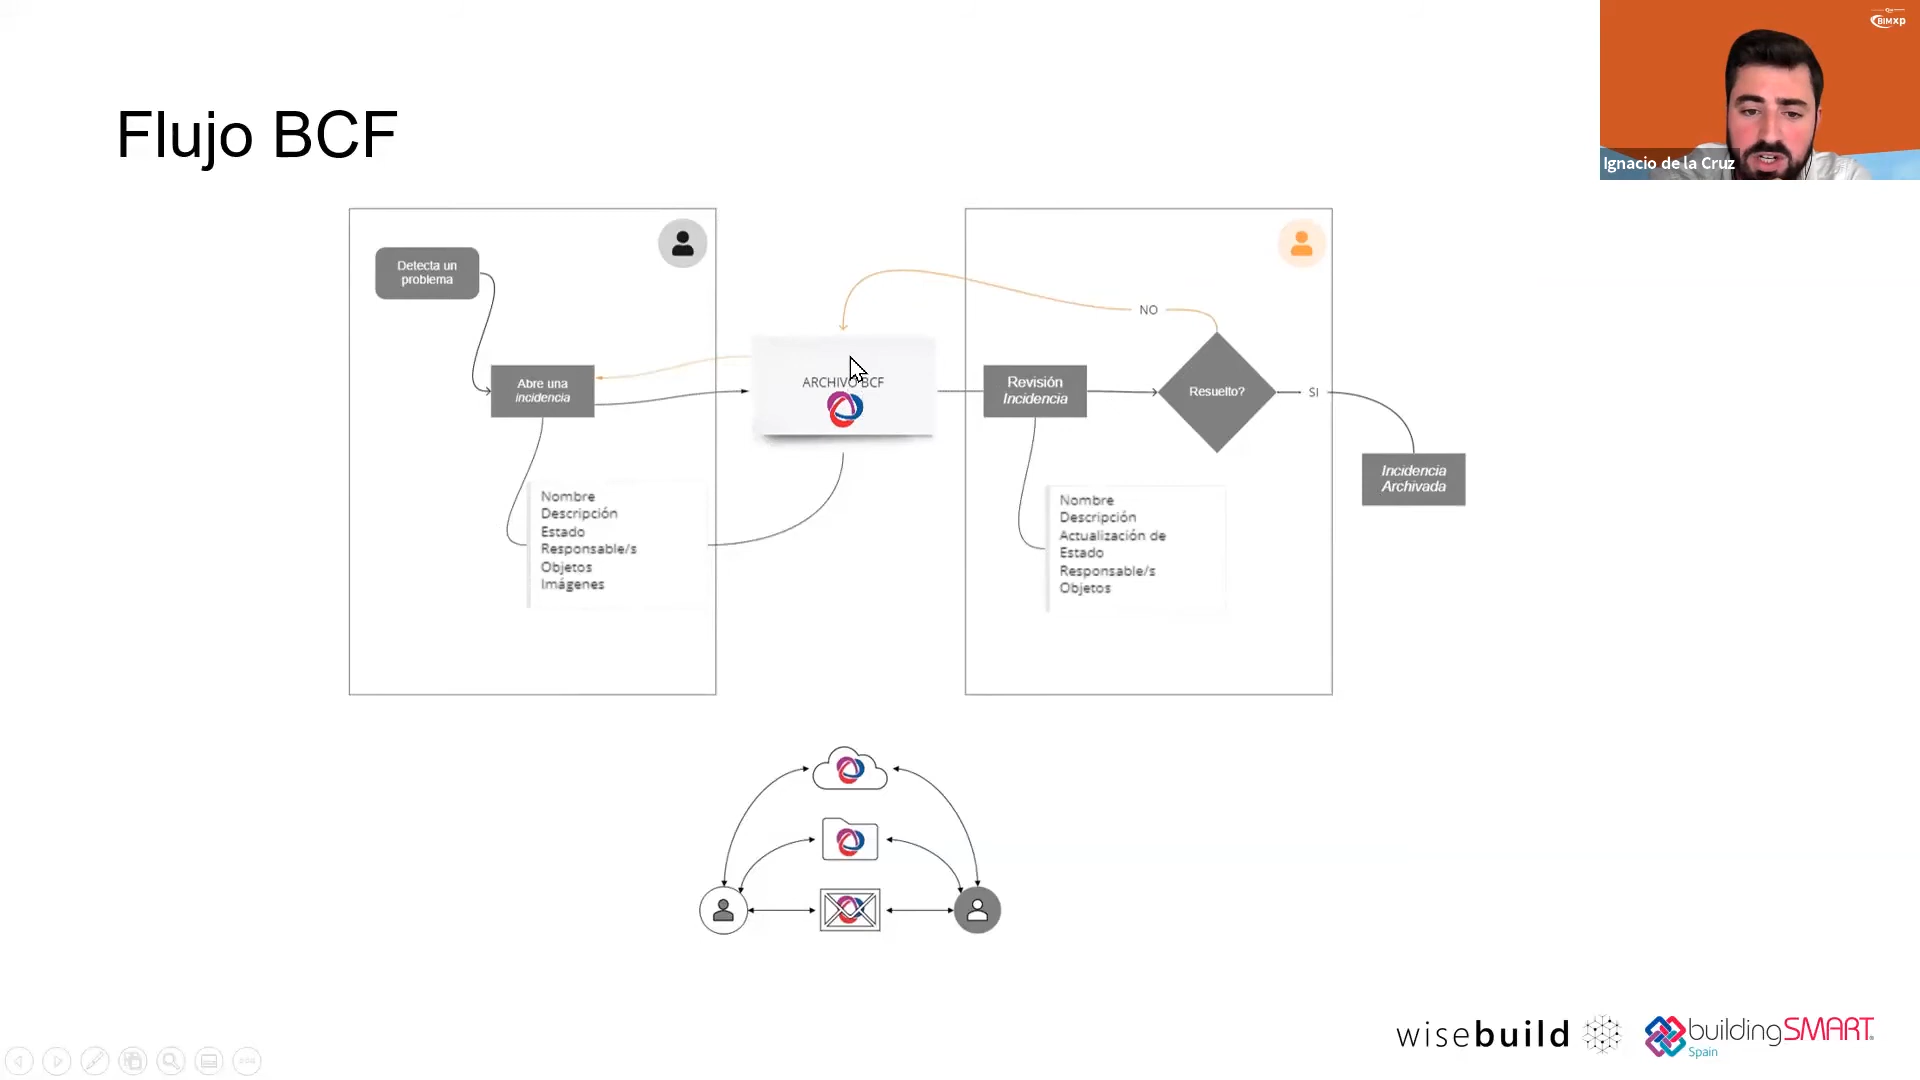 Flujo BCF
BIMxp
Ignacio de la Cruz
Detecta un
problema
NO
Abre una
incidencia
ARCHIVO BCF
Revisión
Incidencia
Resuelto?
SI
Incidencia
Archivada
Nombre
Descripción
Estado
Responsable/s
Objetos
Imágenes
Nombre
Descripción
Actualización de
Estado
Responsable/s
Objetos
wisebuild
buildingSMART
Spain